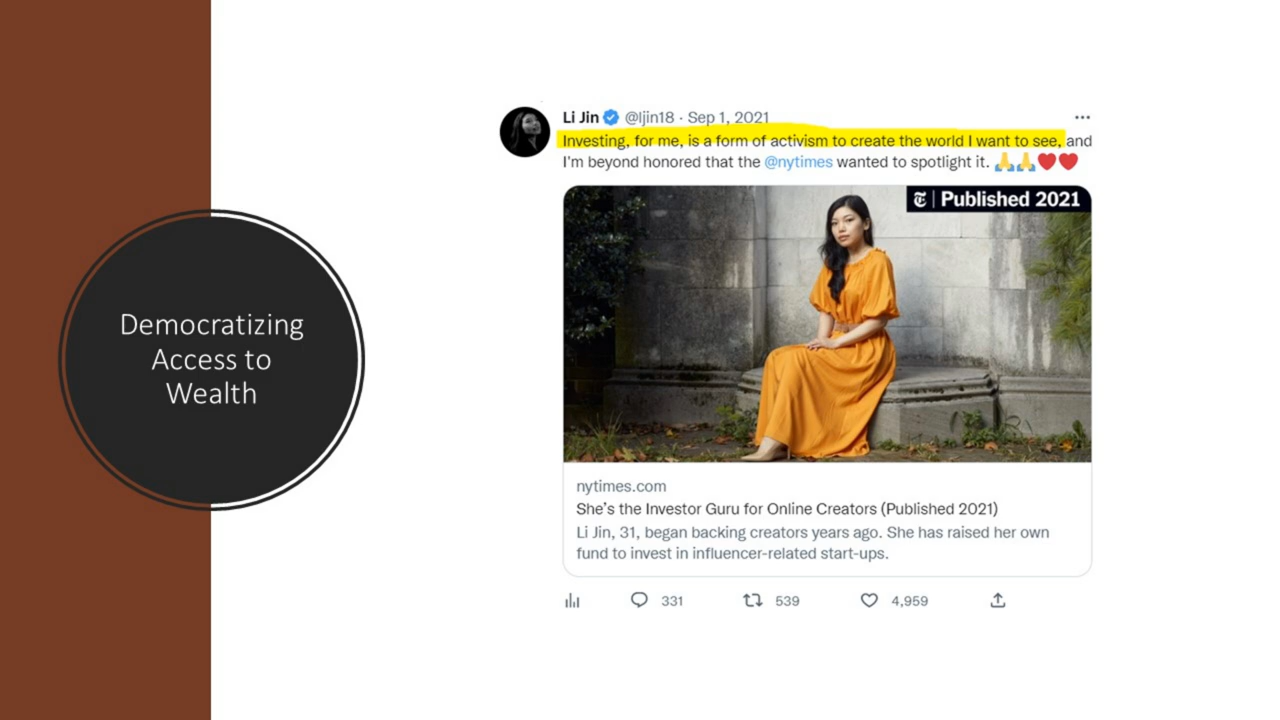 Democratizing
Access to
Wealth
Li Jin @ljin18 · Sep 1, 2021
Investing, for me, is a form of activism to create the world I want to see, and
I'm beyond honored that the @nytimes wanted to spotlight it. 🙏🙏❤️❤️
Published 2021
nytimes.com
She's the Investor Guru for Online Creators (Published 2021)
Li Jin, 31, began backing creators years ago. She has raised her own
fund to invest in influencer-related start-ups.
331 539 4,959